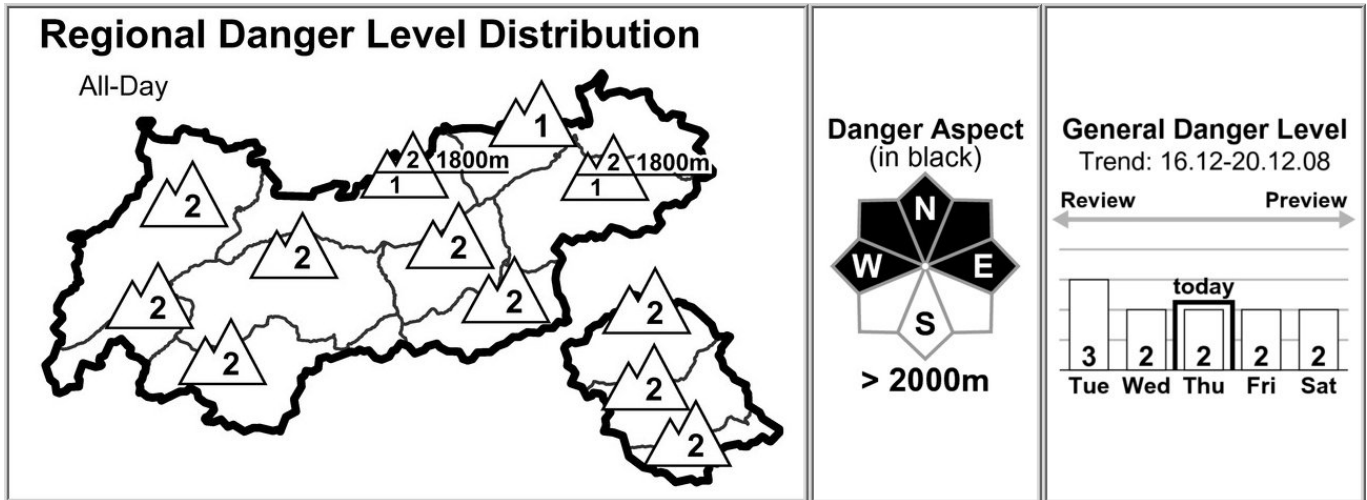 Regional Danger Level Distribution
All-Day
1
2 1800m
1
2 1800m
1
2
2
2
2
2
2
2
2
2
Danger Aspect
(in black)
N
W E
S
> 2000m
General Danger Level
Trend: 16.12-20.12.08
Review Preview
today
3 2 2 2 2
Tue Wed Thu Fri Sat